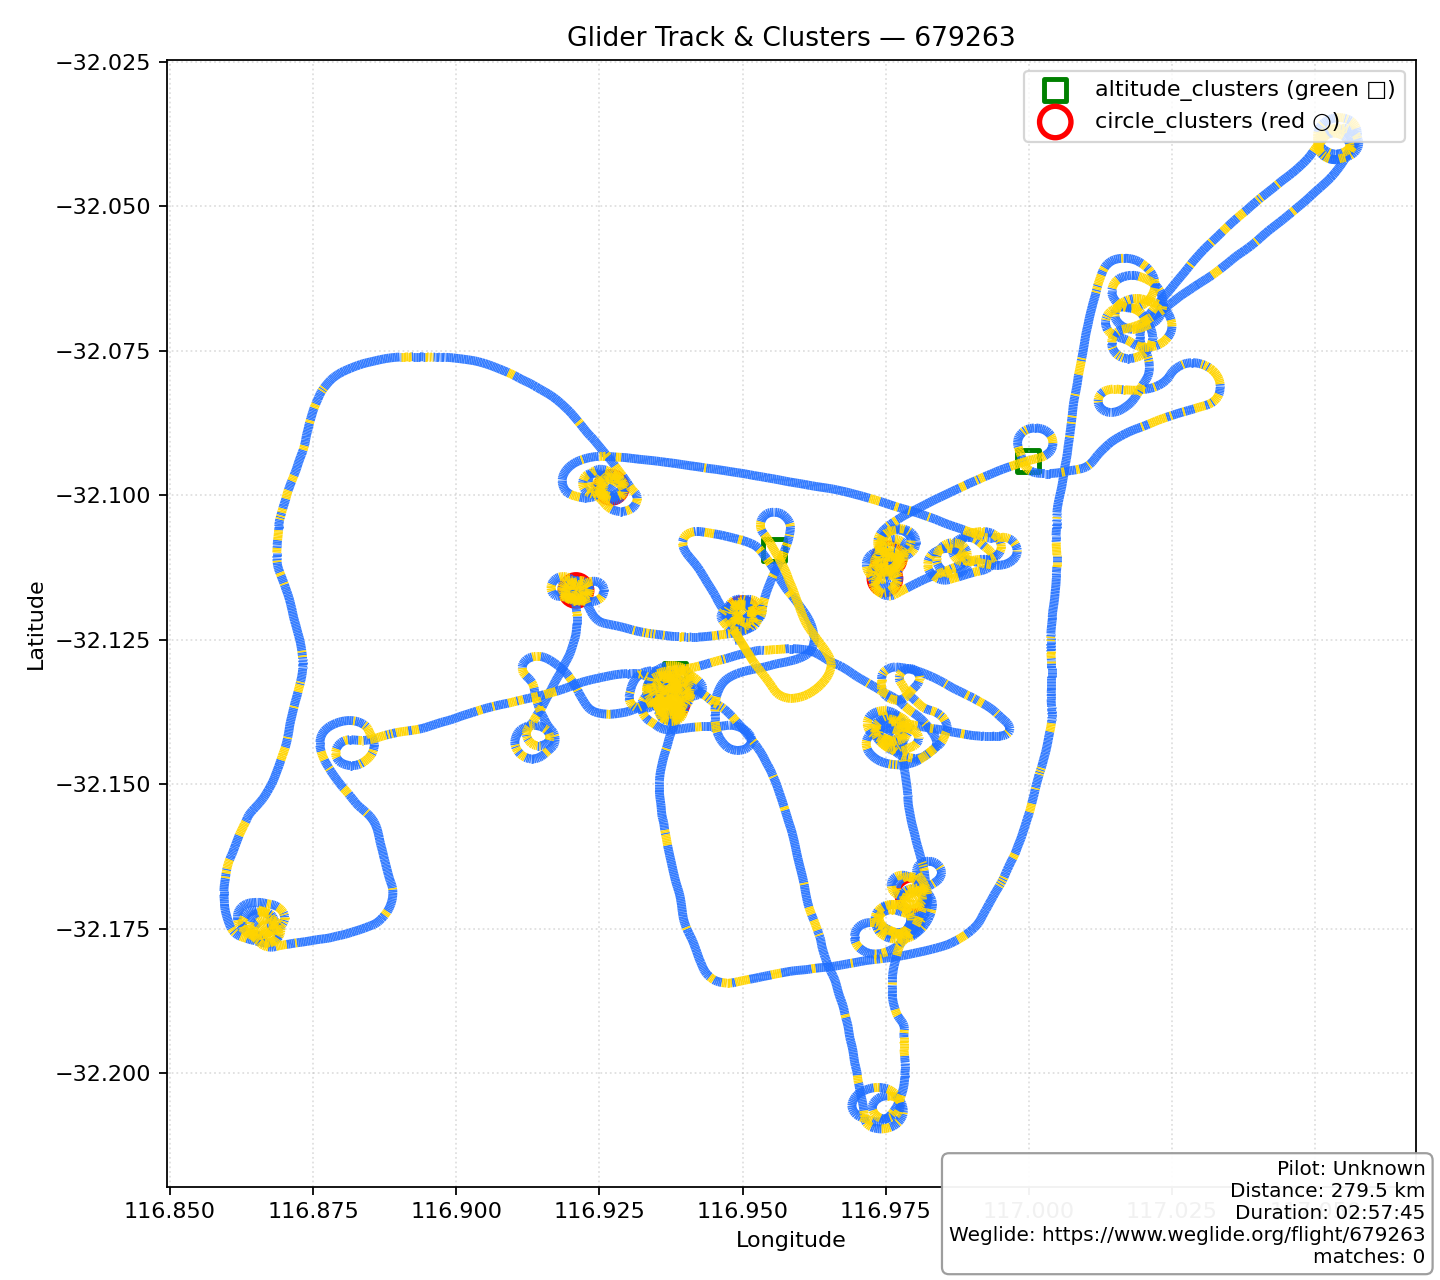 Glider Track & Clusters — 679263
altitude_clusters (green □)
circle_clusters (red ○)
Latitude
−32.025
−32.050
−32.075
−32.100
−32.125
−32.150
−32.175
−32.200
116.850
116.875
116.900
116.925
116.950
116.975
117.000
117.025
Longitude
Pilot: Unknown
Distance: 279.5 km
Duration: 02:57:45
Weglide: https://www.weglide.org/flight/679263
matches: 0